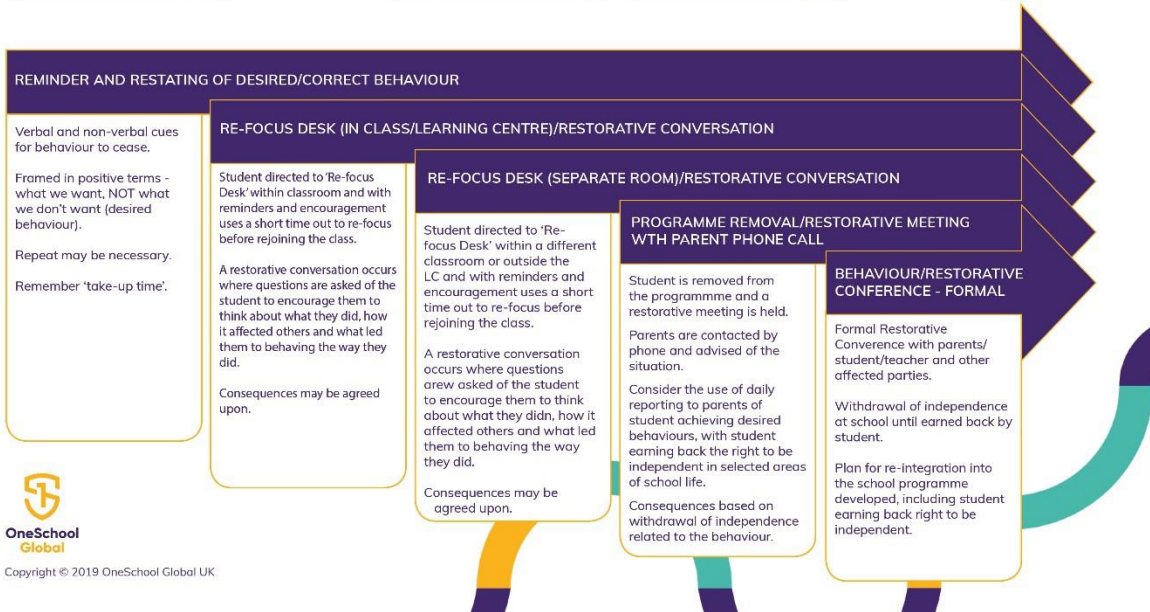 REMINDER AND RESTATING OF DESIRED/CORRECT BEHAVIOUR
Verbal and non-verbal cues
for behaviour to cease.
Framed in positive terms -
what we want, NOT what
we don't want (desired
behaviour).
Repeat may be necessary.
Remember 'take-up time'.
RE-FOCUS DESK (IN CLASS/LEARNING CENTRE)/RESTORATIVE CONVERSATION
Student directed to 'Re-focus
Desk' within classroom and with
reminders and encouragement
uses a short time out to re-focus
before rejoining the class.
A restorative conversation occurs
where questions are asked of the
student to encourage them to
think about what they did, how
it affected others and what led
them to behaving the way they
did.
Consequences may be agreed
upon.
RE-FOCUS DESK (SEPARATE ROOM)/RESTORATIVE CONVERSATION
Student directed to 'Re-
focus Desk' within a different
classroom or outside the
LC and with reminders and
encouragement uses a short
time out to re-focus before
rejoining the class.
A restorative conversation
occurs where questions
arew asked of the student
to encourage them to think
about what they didn, how it
affected others and what led
them to behaving the way
they did.
Consequences may be
agreed upon.
PROGRAMME REMOVAL/RESTORATIVE MEETING
WTH PARENT PHONE CALL
Student is removed from
the programmme and a
restorative meeting is held.
Parents are contacted by
phone and advised of the
situation.
Consider the use of daily
reporting to parents of
student achieving desired
behaviours, with student
earning back the right to be
independent in selected areas
of school life.
Consequences based on
withdrawal of independence
related to the behaviour.
BEHAVIOUR/RESTORATIVE
CONFERENCE - FORMAL
Formal Restorative
Converence with parents/
student/teacher and other
affected parties.
Withdrawal of independence
at school until earned back by
student.
Plan for re-integration into
the school programme
developed, including student
earning back right to be
independent.
OneSchool
Global
Copyright © 2019 OneSchool Global UK